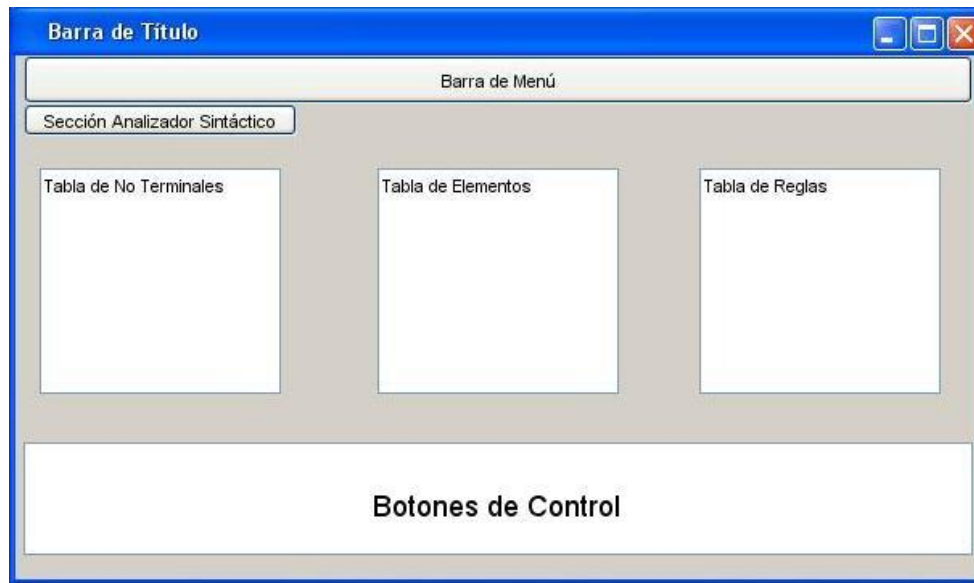 Barra de Título
Barra de Menú
Sección Analizador Sintáctico
Tabla de No Terminales
Tabla de Elementos
Tabla de Reglas
Botones de Control